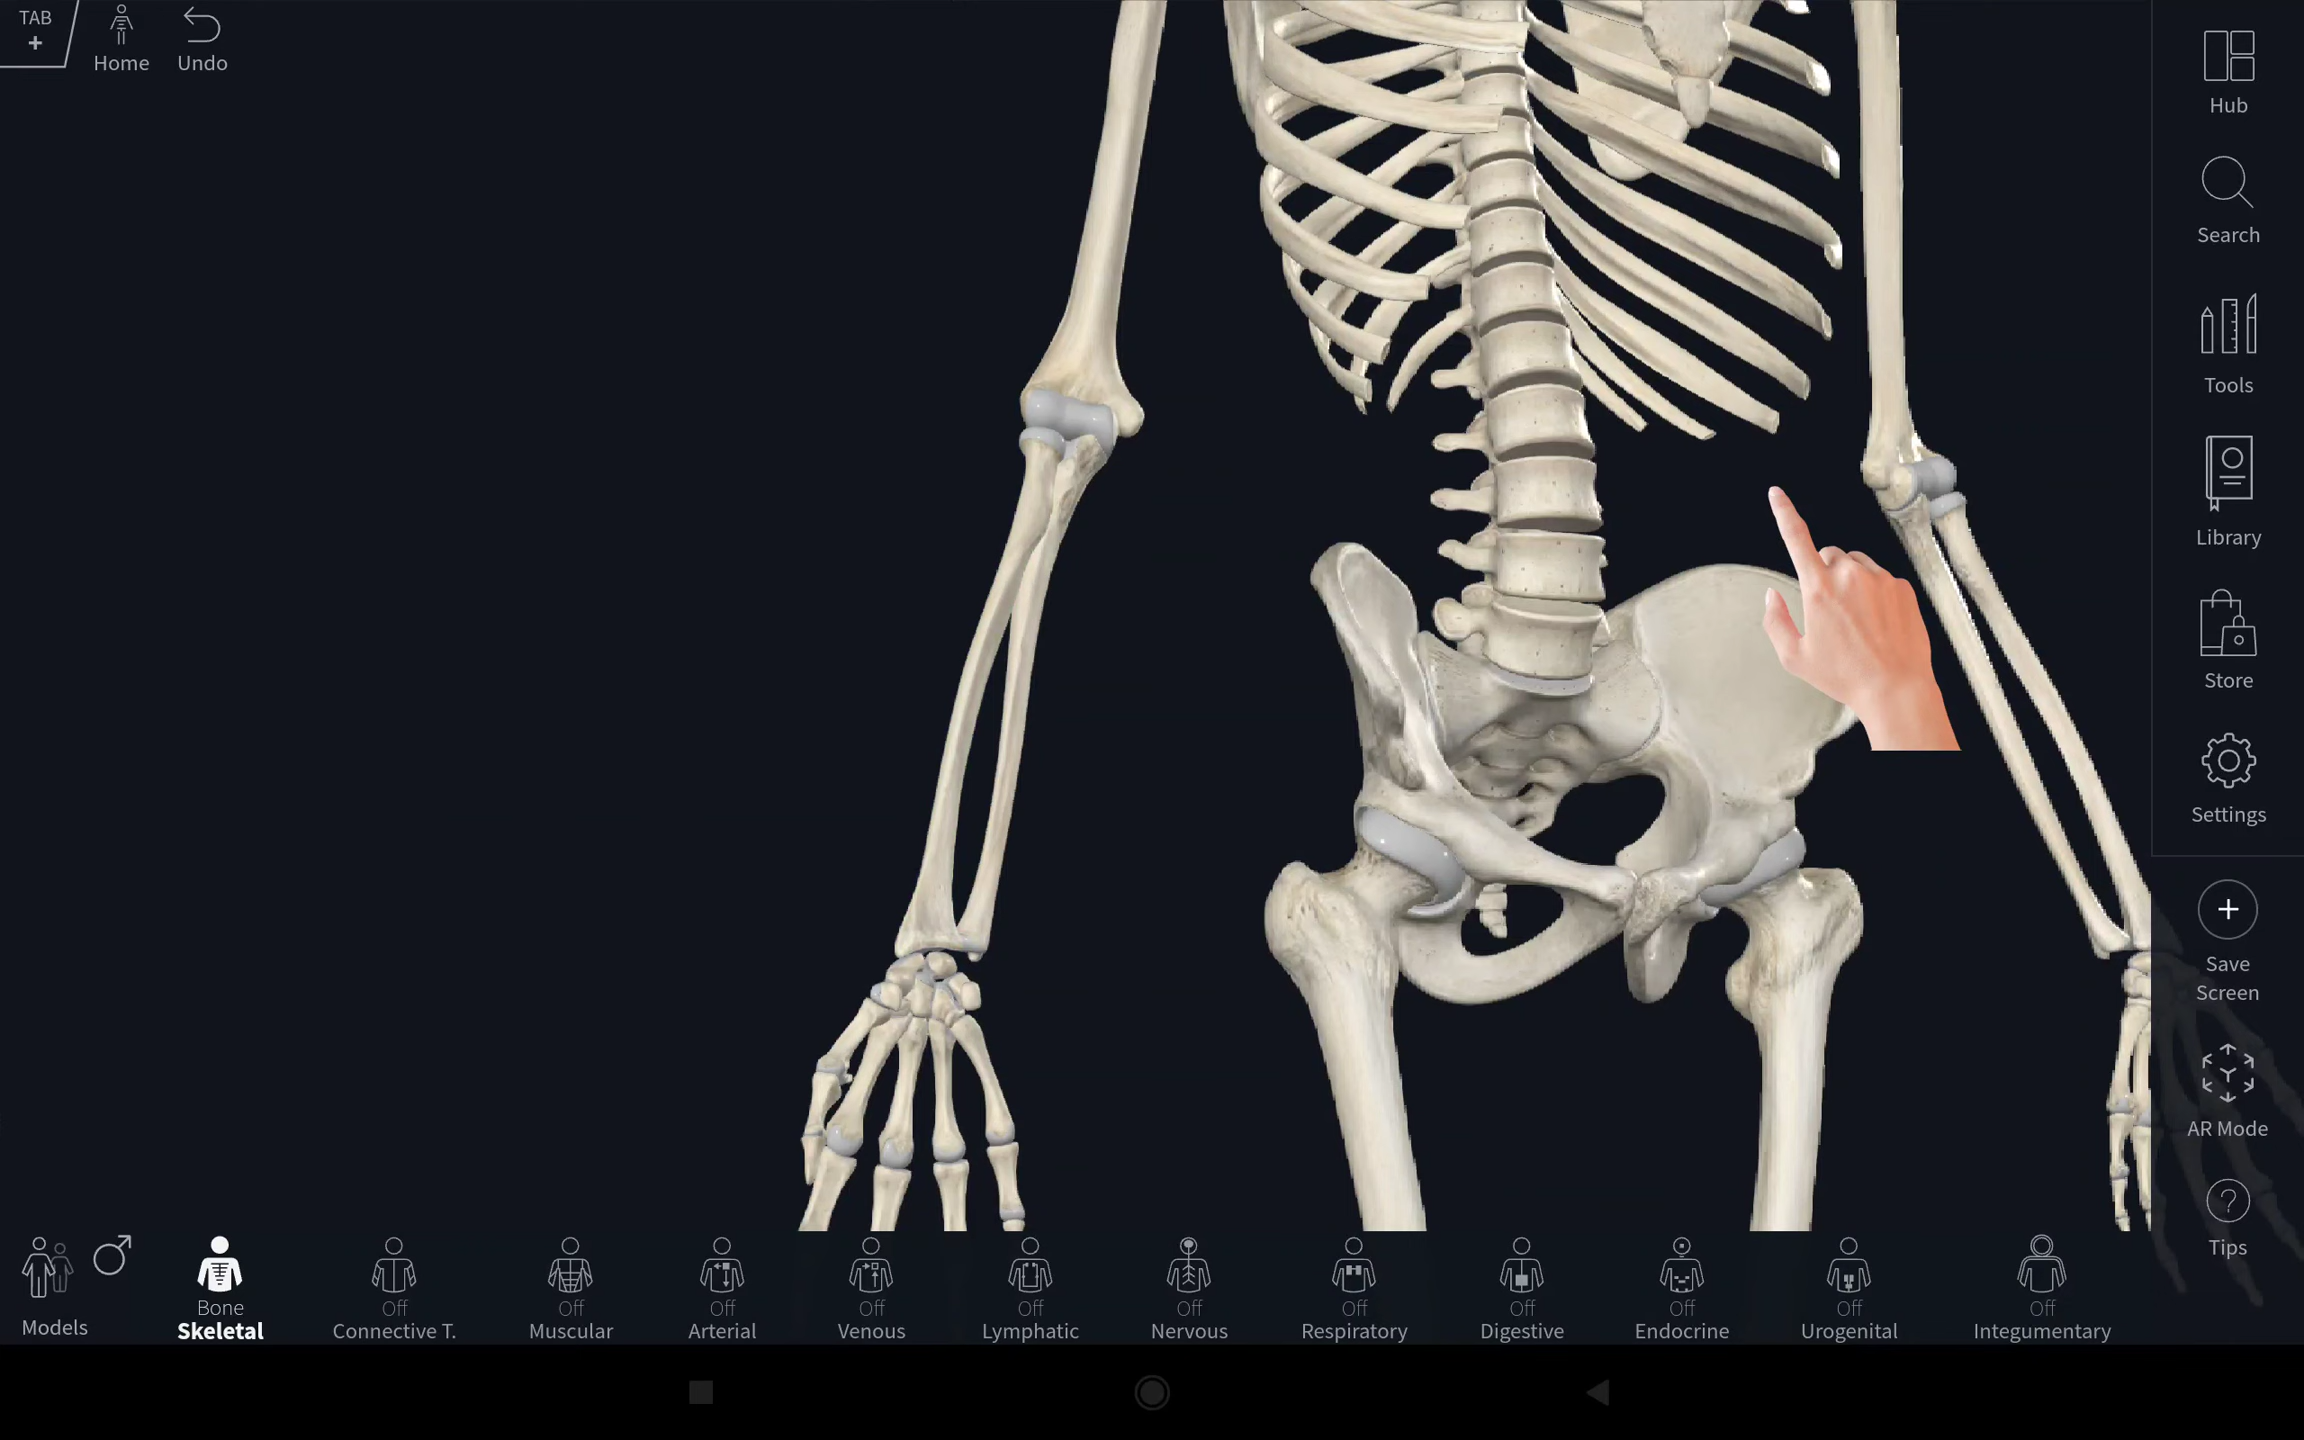 TAB
+
Home
Undo
Hub
Search
Tools
Library
Store
Settings
Save
Screen
AR Mode
?
Tips
Models
Bone
Skeletal
Off
Connective T.
Off
Muscular
Off
Arterial
Off
Venous
Off
Lymphatic
Off
Nervous
Off
Respiratory
Off
Digestive
Off
Endocrine
Off
Urogenital
Off
Integumentary